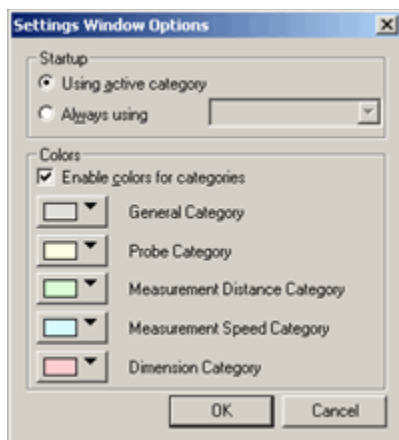 Settings Window Options
Startup
Using active category
Always using
Colors
Enable colors for categories
General Category
Probe Category
Measurement Distance Category
Measurement Speed Category
Dimension Category
OK Cancel